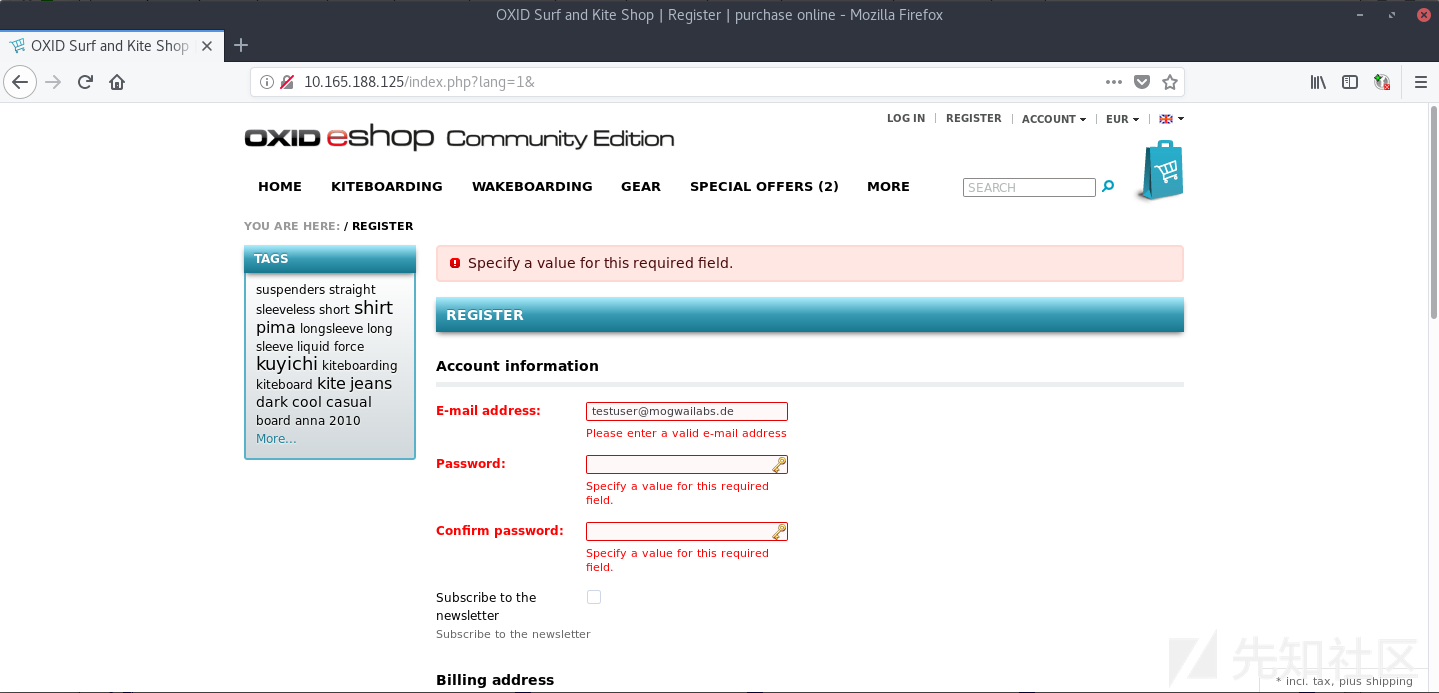 OXID Surf and Kite Shop | Register | purchase online - Mozilla Firefox
OXID Surf and Kite Shop
10.165.188.125/index.php?lang=1&
LOG IN | REGISTER | ACCOUNT | EUR
OXID eshop Community Edition
HOME KITEBOARDING WAKEBOARDING GEAR SPECIAL OFFERS (2) MORE SEARCH
YOU ARE HERE: / REGISTER
TAGS
suspenders straight
sleeveless short shirt
pima longsleeve long
sleeve liquid force
kuyichi kiteboarding
kiteboard kite jeans
dark cool casual
board anna 2010
More...
Specify a value for this required field.
REGISTER
Account information
E-mail address: testuser@mogwailabs.de
Please enter a valid e-mail address
Password:
Specify a value for this required
field.
Confirm password:
Specify a value for this required
field.
Subscribe to the
newsletter
Subscribe to the newsletter
Billing address
先知社区
* incl. tax, plus shipping